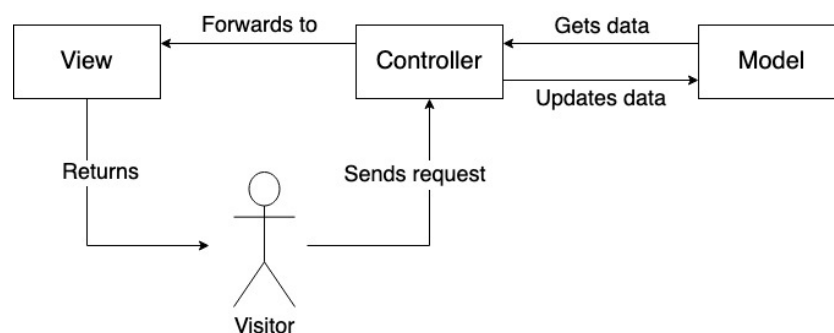 Forwards to
Gets data
View
Controller
Model
Updates data
Returns
Sends request
Visitor